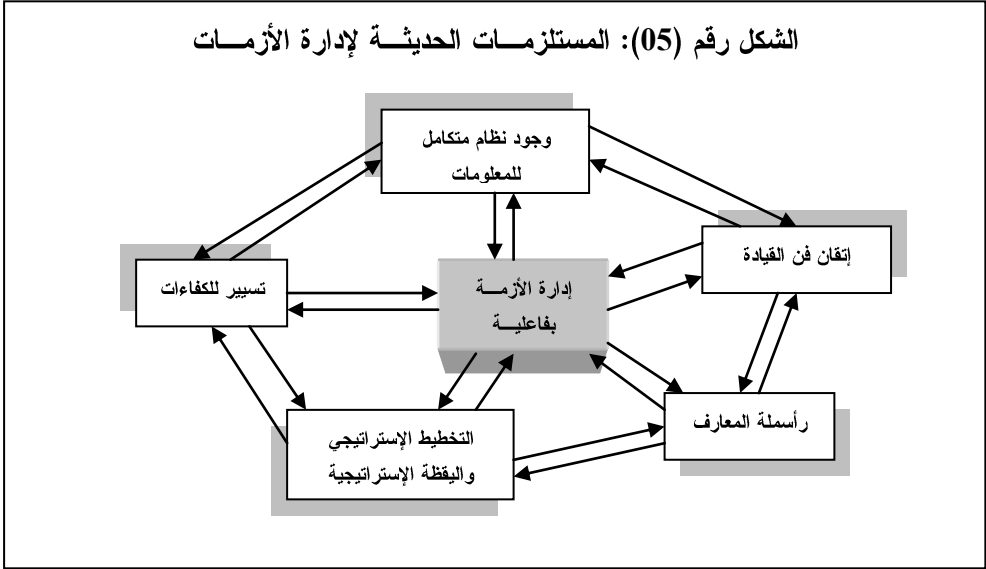 الشكل رقم (05): المستلزمـــات الحديثـــة لإدارة الأزمـــات
وجود نظام متكامل
للمعلومات
إتقان فن القيادة
تسيير للكفاءات
إدارة الأزمـــة
بفاعليـــة
رأسملة المعارف
التخطيط الإستراتيجي
واليقظة الإستراتيجية